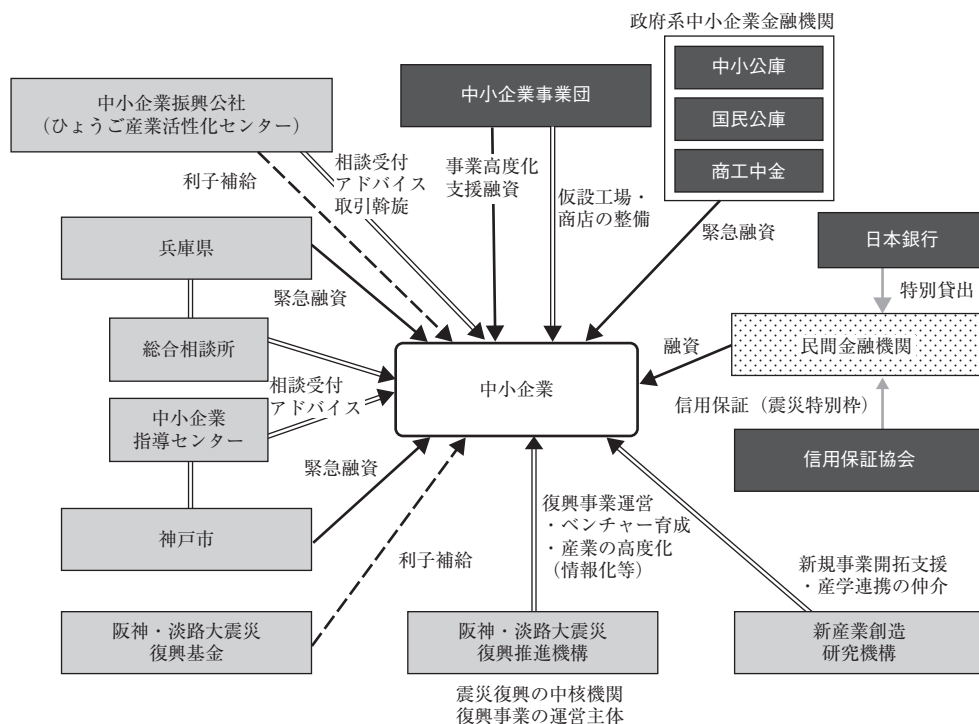 政府系中小企業金融機関
中小公庫
国民公庫
商工中金
中小企業振興公社
（ひょうご産業活性化センター）
中小企業事業団
利子補給
相談受付
アドバイス
取引斡旋
事業高度化
支援融資
仮設工場・
商店の整備
緊急融資
日本銀行
特別貸出
兵庫県
緊急融資
総合相談所
融資
民間金融機関
中小企業
相談受付
アドバイス
中小企業
指導センター
信用保証（震災特別枠）
信用保証協会
緊急融資
神戸市
利子補給
復興事業運営
・ベンチャー育成
・産業の高度化
（情報化等）
新規事業開拓支援
・産学連携の仲介
阪神・淡路大震災
復興基金
阪神・淡路大震災
復興推進機構
新産業創造
研究機構
震災復興の中核機関
復興事業の運営主体